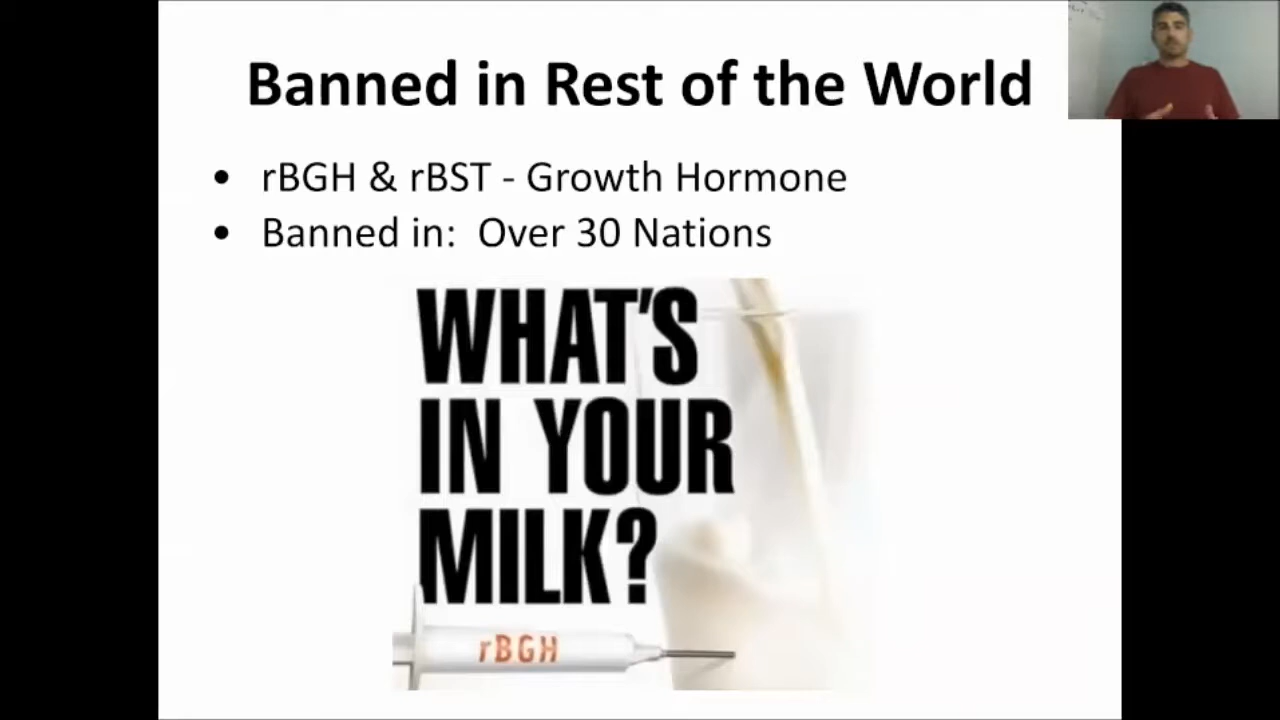 Banned in Rest of the World
• rBGH & rBST - Growth Hormone
• Banned in: Over 30 Nations
WHAT'S
IN YOUR
MILK?
rBGH